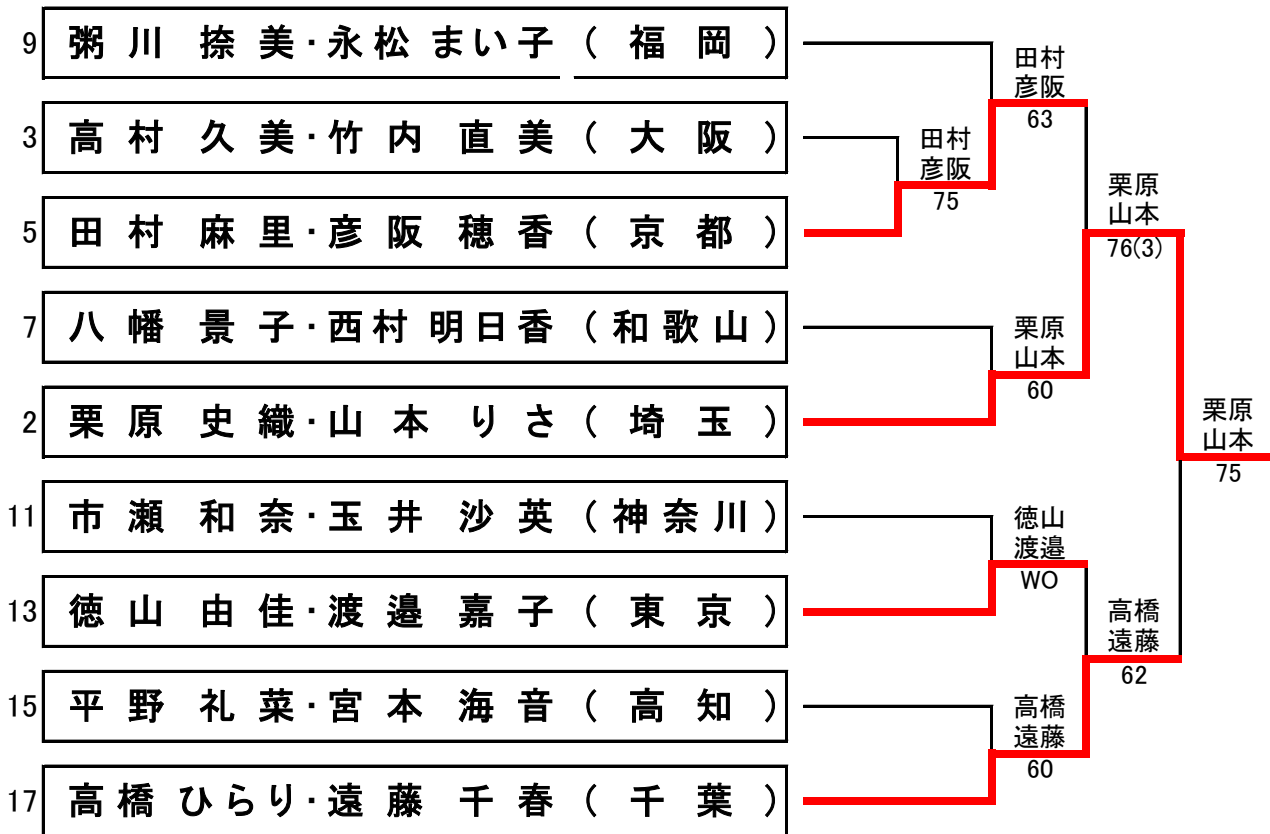 9 粥川 捺美・永松 まい子 ( 福岡 )
3 高村 久美・竹内 直美 ( 大阪 )
5 田村 麻里・彦阪 穂香 ( 京都 )
7 八幡 景子・西村 明日香 ( 和歌山 )
2 栗原 史織・山本 りさ ( 埼玉 )
11 市瀬 和奈・玉井 沙英 ( 神奈川 )
13 徳山 由佳・渡邉 嘉子 ( 東京 )
15 平野 礼菜・宮本 海音 ( 高知 )
17 高橋 ひらり・遠藤 千春 ( 千葉 )
田村
彦阪
75
田村
彦阪
63
栗原
山本
60
徳山
渡邉
WO
高橋
遠藤
60
栗原
山本
76(3)
高橋
遠藤
62
栗原
山本
75